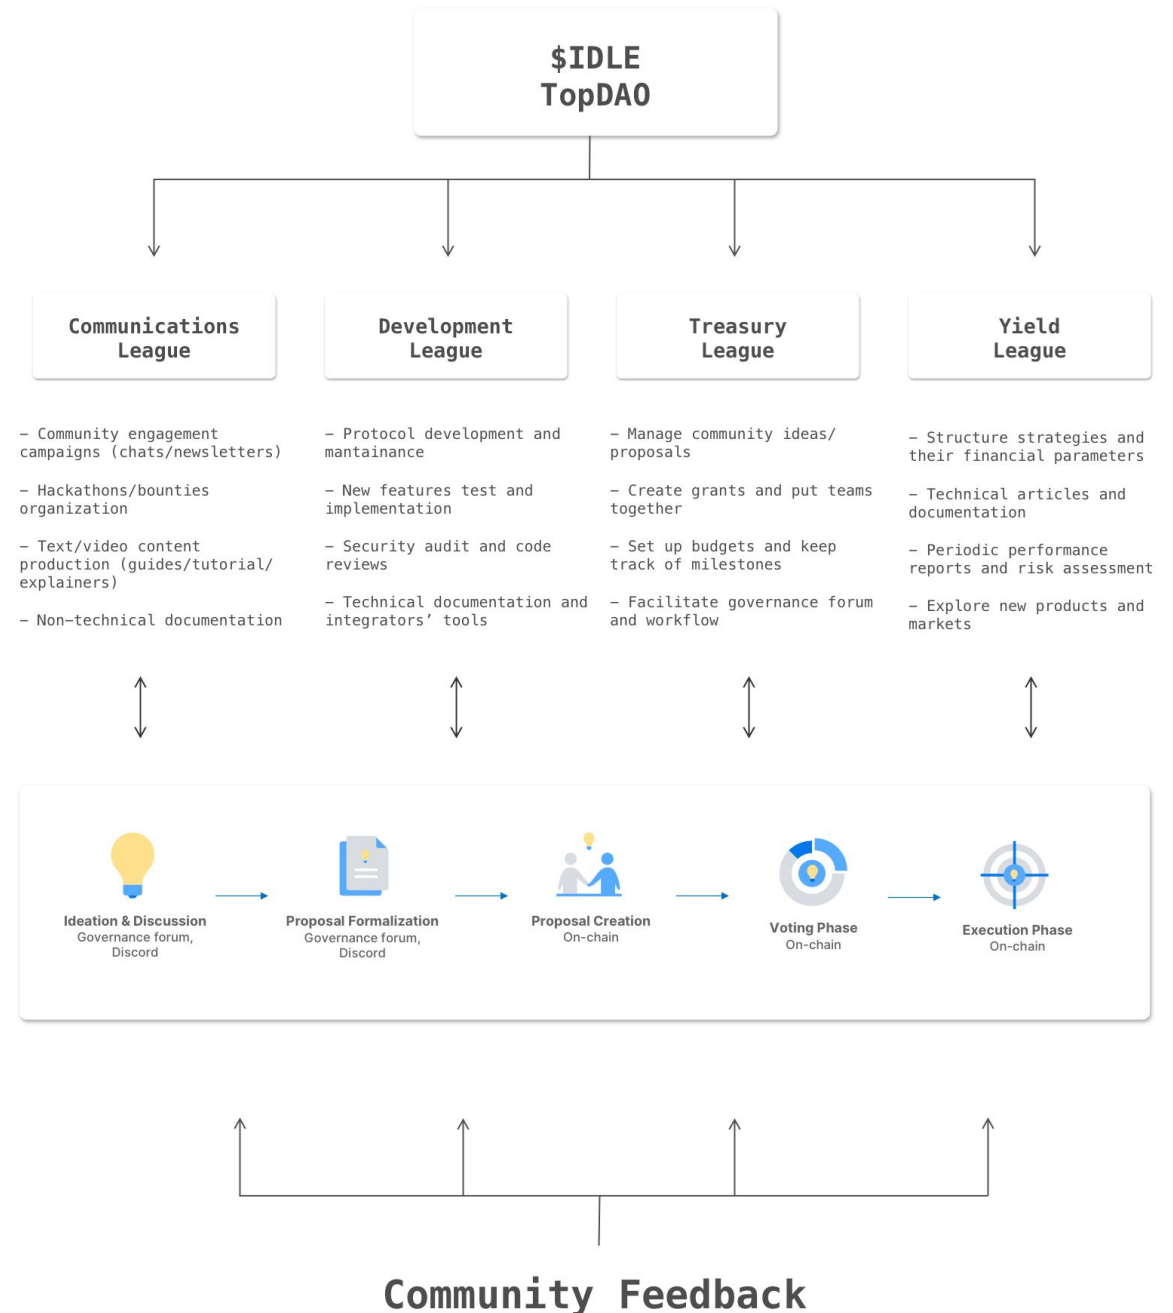 $IDLE
TopDAO
Communications
League
Development
League
Treasury
League
Yield
League
– Community engagement
campaigns (chats/newsletters)
– Hackathons/bounties
organization
– Text/video content
production (guides/tutorial/
explainers)
– Non-technical documentation
– Protocol development and
mantainance
– New features test and
implementation
– Security audit and code
reviews
– Technical documentation and
integrators’ tools
– Manage community ideas/
proposals
– Create grants and put teams
together
– Set up budgets and keep
track of milestones
– Facilitate governance forum
and workflow
– Structure strategies and
their financial parameters
– Technical articles and
documentation
– Periodic performance
reports and risk assessment
– Explore new products and
markets
Ideation & Discussion
Governance forum,
Discord
Proposal Formalization
Governance forum,
Discord
Proposal Creation
On-chain
Voting Phase
On-chain
Execution Phase
On-chain
Community Feedback